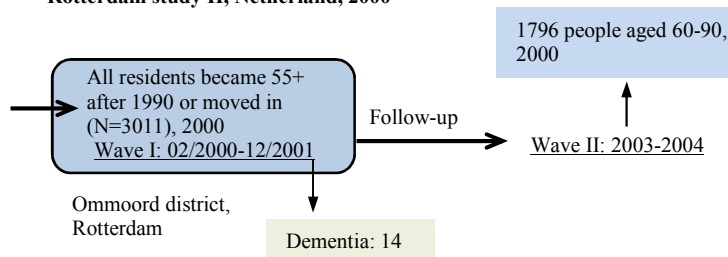 Rotterdam study II, Netherland, 2000
All residents became 55+
after 1990 or moved in
(N=3011), 2000
Wave I: 02/2000-12/2001
Follow-up
1796 people aged 60-90,
2000
Wave II: 2003-2004
Ommoord district,
Rotterdam
Dementia: 14